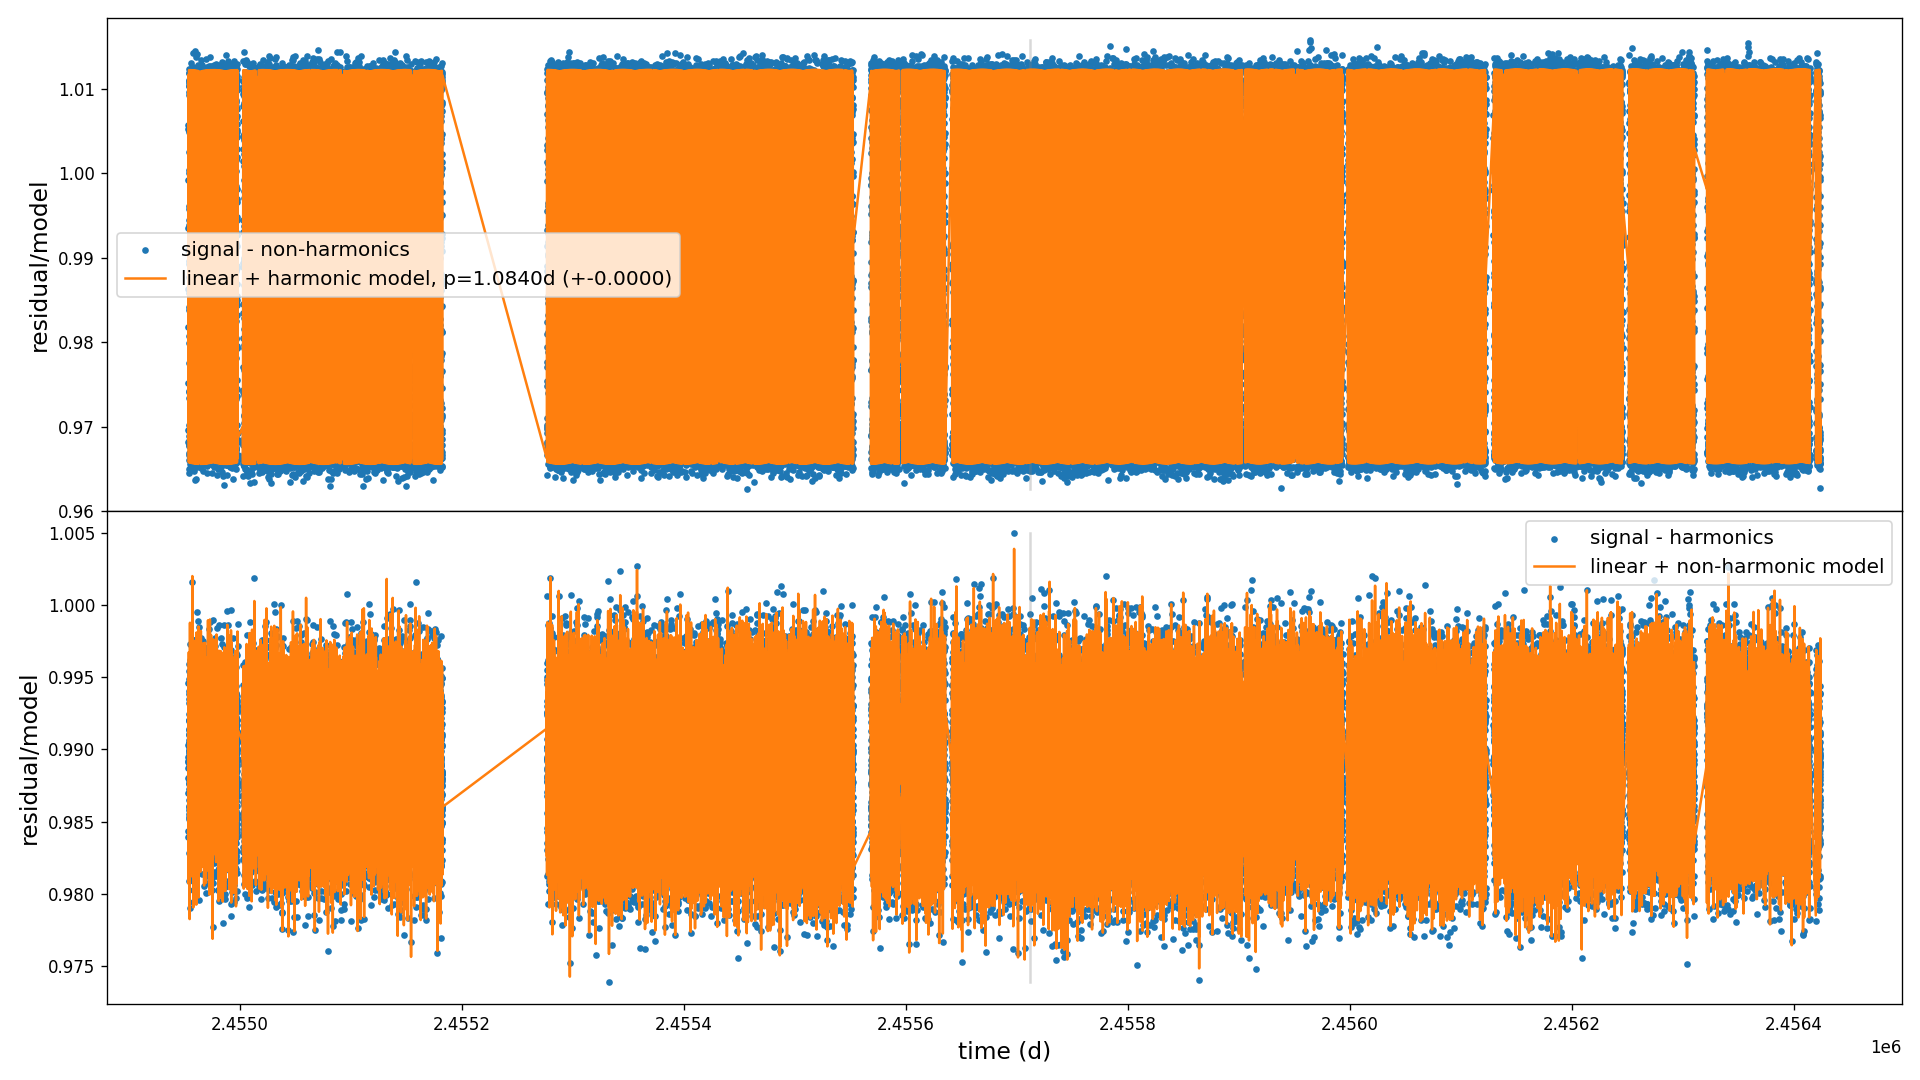 1.01
1.00
0.99
0.98
0.97
0.96
residual/model
signal - non-harmonics
linear + harmonic model, p=1.0840d (+-0.0000)
1.005
1.000
0.995
0.990
0.985
0.980
0.975
residual/model
signal - harmonics
linear + non-harmonic model
2.4550 2.4552 2.4554 2.4556 2.4558 2.4560 2.4562 2.4564
time (d)
1e6